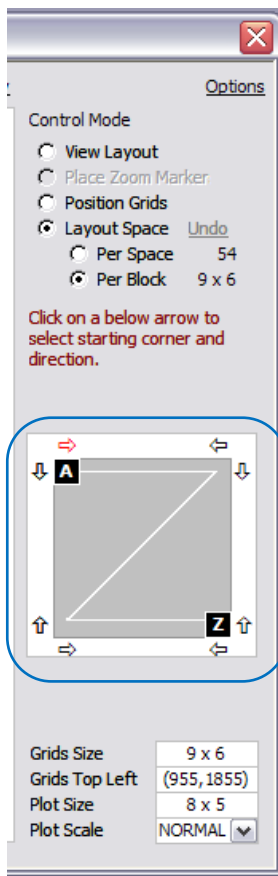 Options
Control Mode
View Layout
Place Zoom Marker
Position Grids
Layout Space Undo
Per Space 54
Per Block 9 x 6
Click on a below arrow to
select starting corner and
direction.
A
Z
Grids Size 9 x 6
Grids Top Left (955,1855)
Plot Size 8 x 5
Plot Scale NORMAL